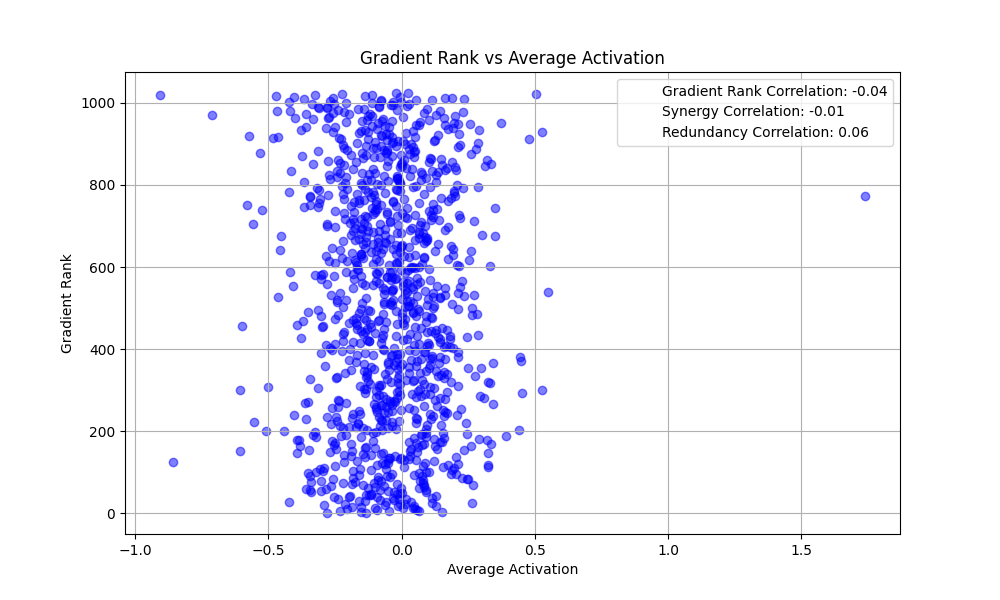 Gradient Rank vs Average Activation
Gradient Rank Correlation: -0.04
Synergy Correlation: -0.01
Redundancy Correlation: 0.06
Gradient Rank
1000
800
600
400
200
0
−1.0
−0.5
0.0
0.5
1.0
1.5
Average Activation